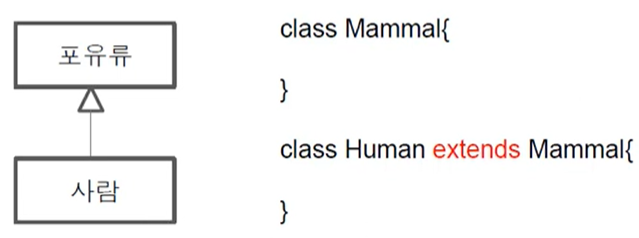 포유류
사람
class Mammal{
}
class Human extends Mammal{
}